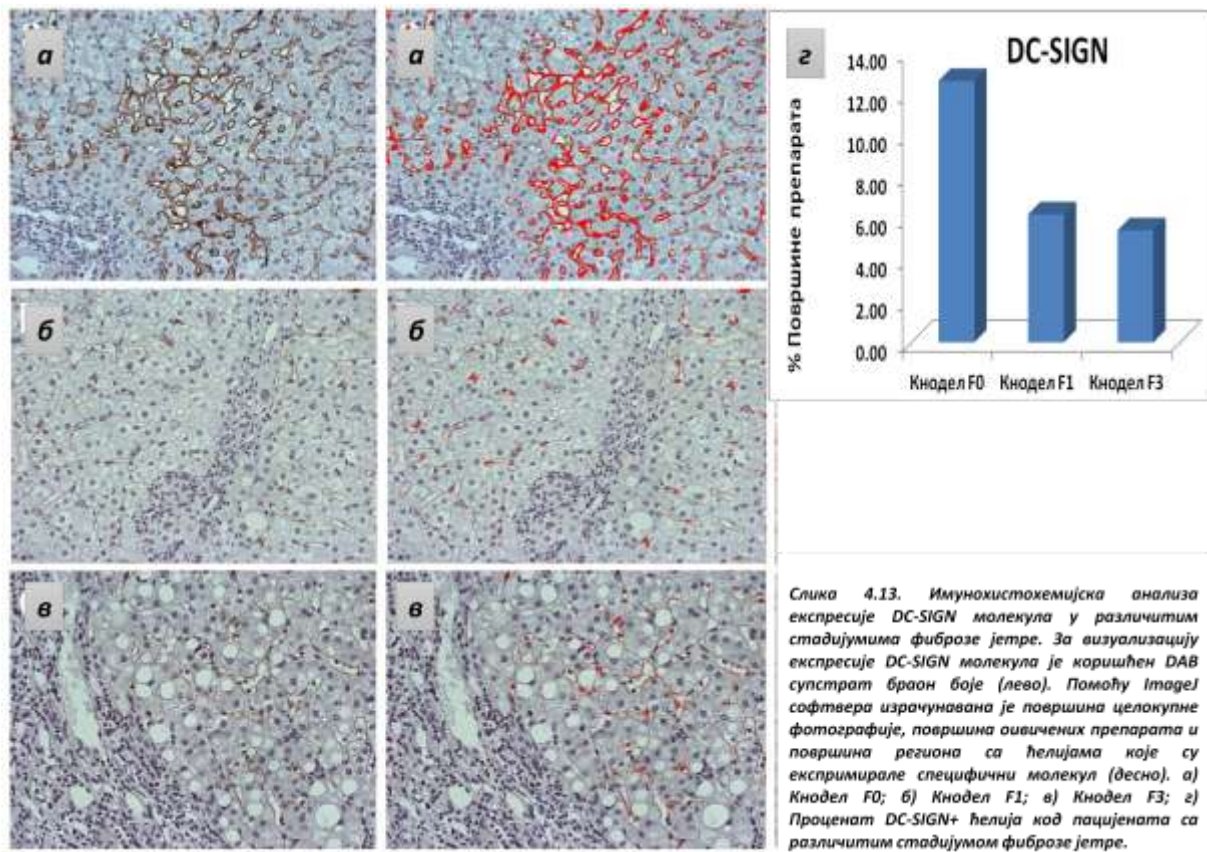 а
а
г
DC-SIGN
% Површине препарата
14.00
12.00
10.00
8.00
6.00
4.00
2.00
0.00
Кнодел F0
Кнодел F1
Кнодел F3
б
б
в
в
Слика 4.13. Имунохистохемијска анализа
експресије DC-SIGN молекула у различитим
стадијумима фиброзе јетре. За визуализацију
експресије DC-SIGN молекула је коришћен DAB
супстрат браон боје (лево). Помоћу ImageJ
софтвера израчунавана је површина целокупне
фотографије, површина оивичених препарата и
површина региона са ћелијама које су
експримирале специфични молекул (десно). а)
Кнодел F0; б) Кнодел F1; в) Кнодел F3; г)
Проценат DC-SIGN+ ћелија код пацијената са
различитим стадијумом фиброзе јетре.